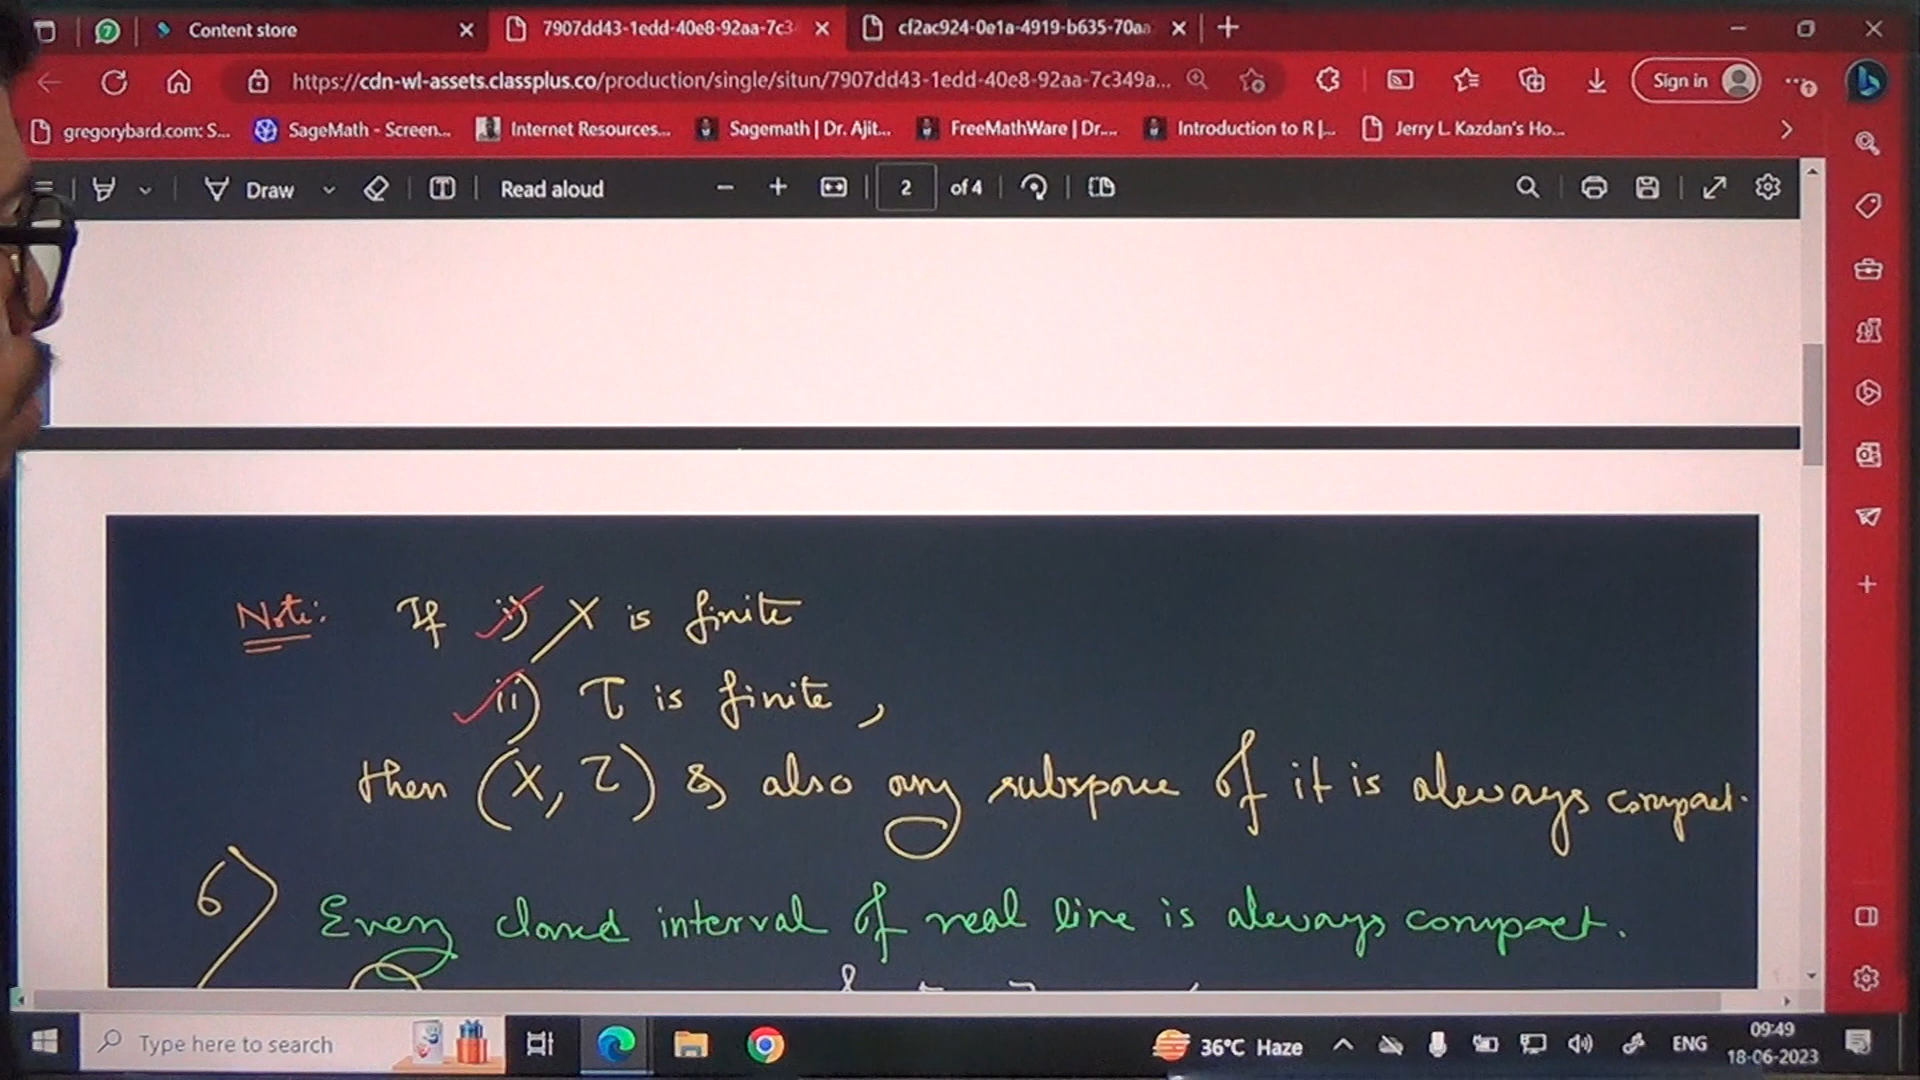 Content store
7907dd43-1edd-40e8-92aa-7c3
cf2ac924-0e1a-4919-b635-70aa
https://cdn-wl-assets.classplus.co/production/single/situn/7907dd43-1edd-40e8-92aa-7c349a...
Sign in
gregorybard.com: S...
SageMath - Screen...
Internet Resources...
Sagemath | Dr. Ajit...
FreeMathWare | Dr....
Introduction to R |...
Jerry L. Kazdan's Ho...
Draw
Read aloud
2 of 4
Note: If i) X is finite
ii) τ is finite,
then (X, τ) & also any subspace of it is always compact.
6) Every closed interval of real line is always compact.
Type here to search
36°C Haze
ENG
09:49
18-06-2023